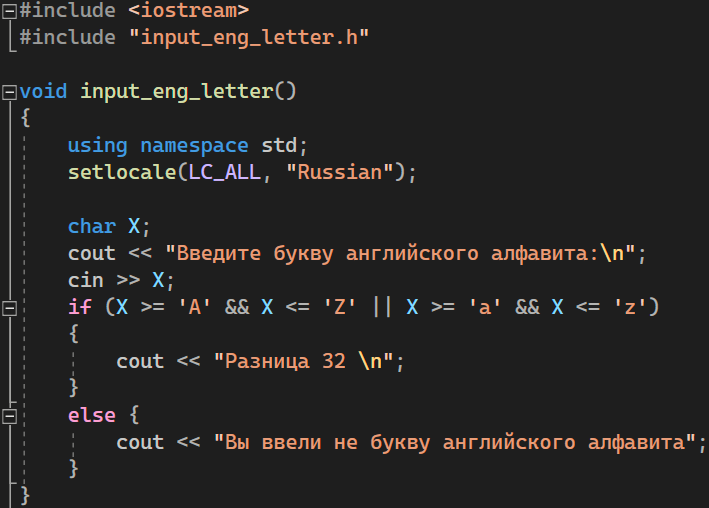 #include <iostream>
#include "input_eng_letter.h"
void input_eng_letter()
{
using namespace std;
setlocale(LC_ALL, "Russian");
char X;
cout << "Введите букву английского алфавита:\n";
cin >> X;
if (X >= 'A' && X <= 'Z' || X >= 'a' && X <= 'z')
{
cout << "Разница 32 \n";
}
else {
cout << "Вы ввели не букву английского алфавита";
}
}